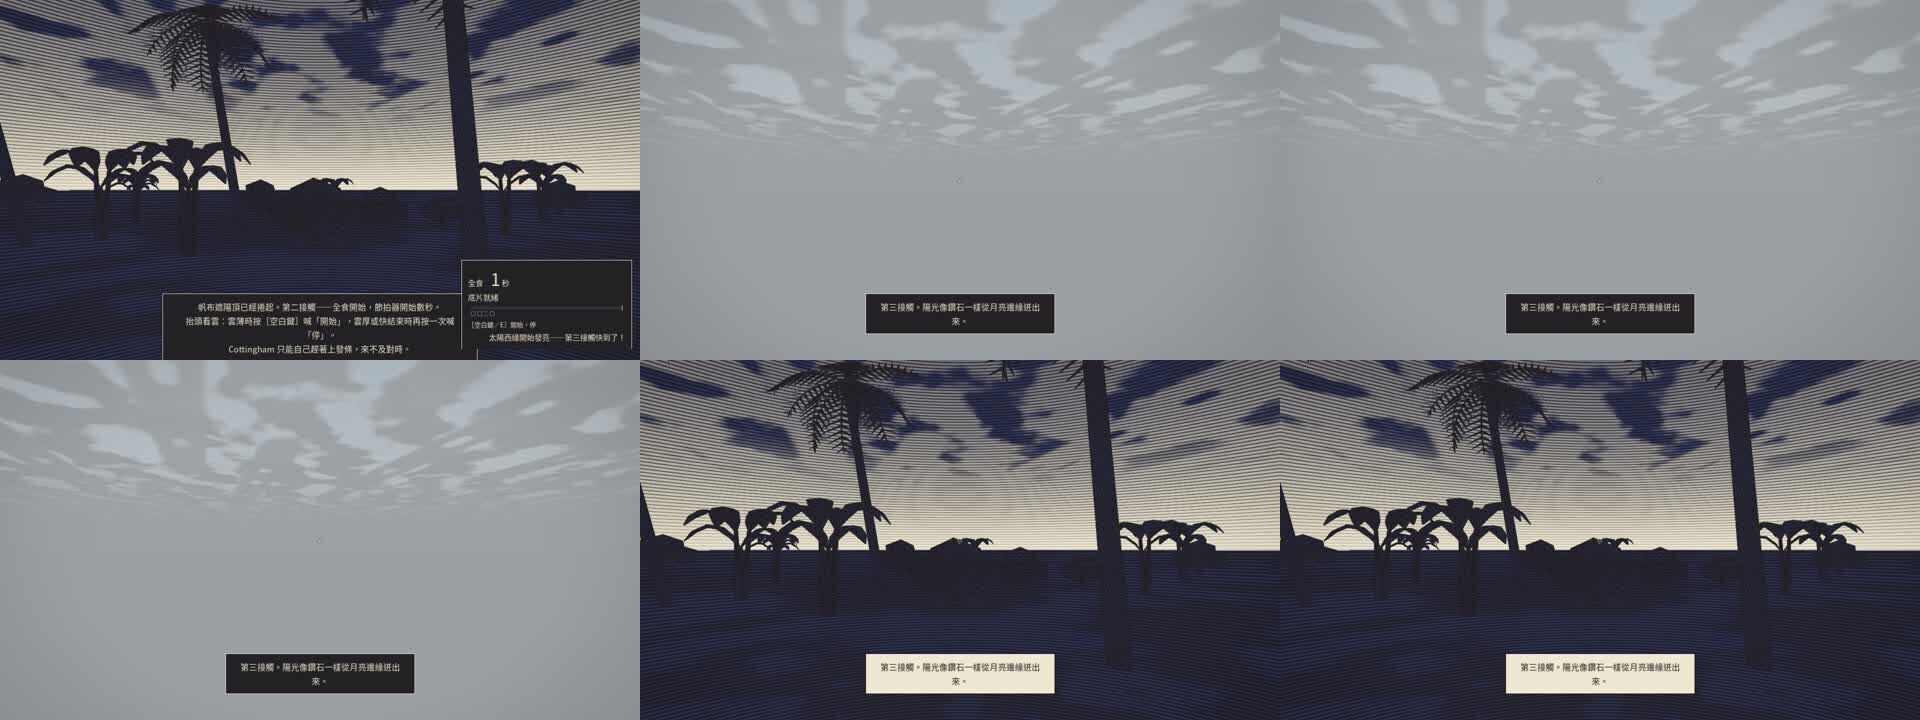 帆布遮陽頂已經捲起。第二接觸——全食開始，節拍器開始數秒。
抬頭看雲：雲薄時按［空白鍵］喊「開始」，雲厚或快結束時再按一次喊
「停」。
Cottingham 只能自己趕著上發條，來不及對時。
全食 1 秒
底片就緒
［空白鍵／E］開始・停
太陽西緣開始發亮——第三接觸快到了！
第三接觸。陽光像鑽石一樣從月亮邊緣迸出
來。
第三接觸。陽光像鑽石一樣從月亮邊緣迸出
來。
第三接觸。陽光像鑽石一樣從月亮邊緣迸出
來。
第三接觸。陽光像鑽石一樣從月亮邊緣迸出
來。
第三接觸。陽光像鑽石一樣從月亮邊緣迸出
來。